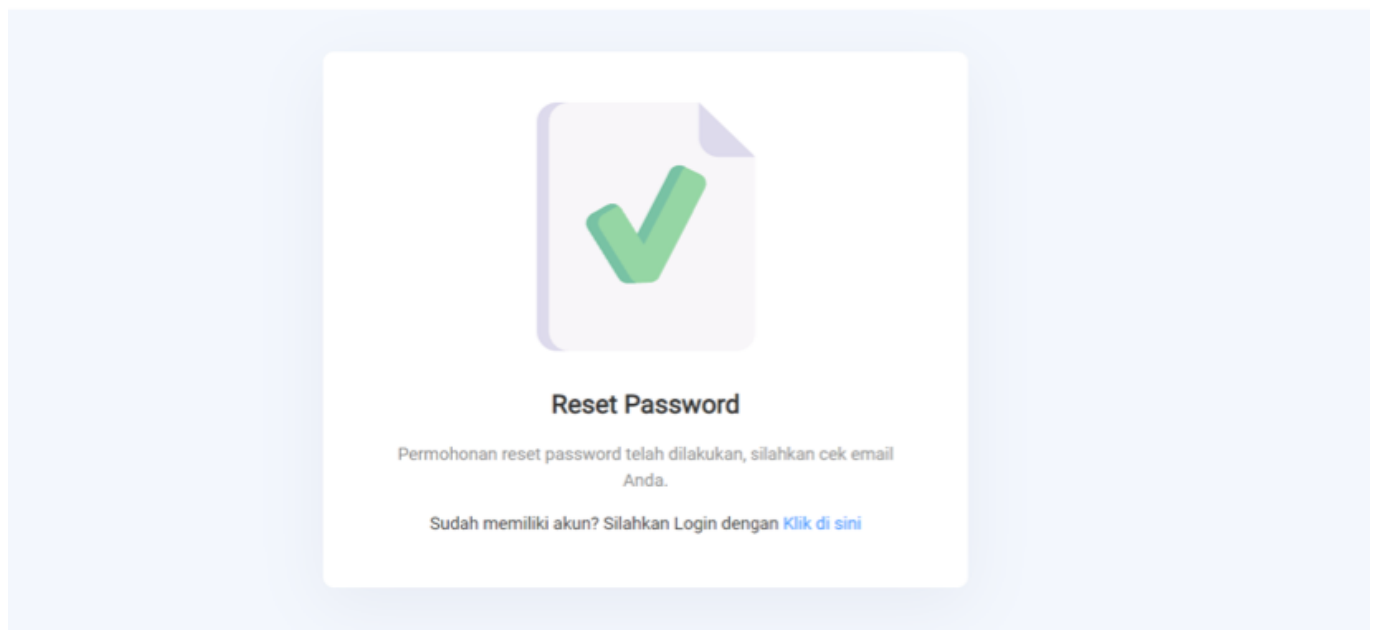 Reset Password
Permohonan reset password telah dilakukan, silahkan cek email
Anda.
Sudah memiliki akun? Silahkan Login dengan Klik di sini